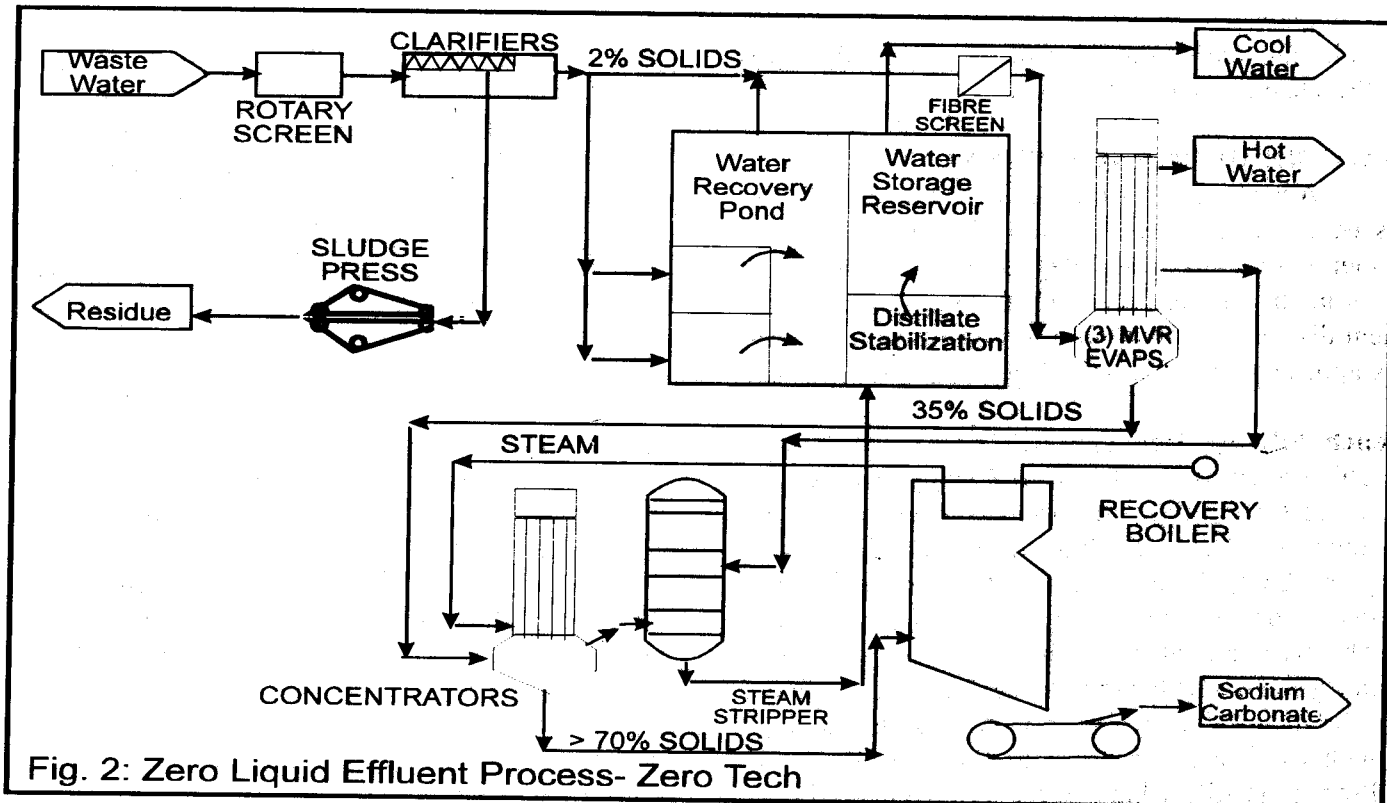 Waste
Water
ROTARY
SCREEN
CLARIFIERS
2% SOLIDS
FIBRE
SCREEN
Cool
Water
Hot
Water
Water
Recovery
Pond
Water
Storage
Reservoir
Distillate
Stabilization
(3) MVR
EVAPS.
SLUDGE
PRESS
Residue
35% SOLIDS
STEAM
RECOVERY
BOILER
CONCENTRATORS
STEAM
STRIPPER
> 70% SOLIDS
Sodium
Carbonate
Fig. 2: Zero Liquid Effluent Process- Zero Tech